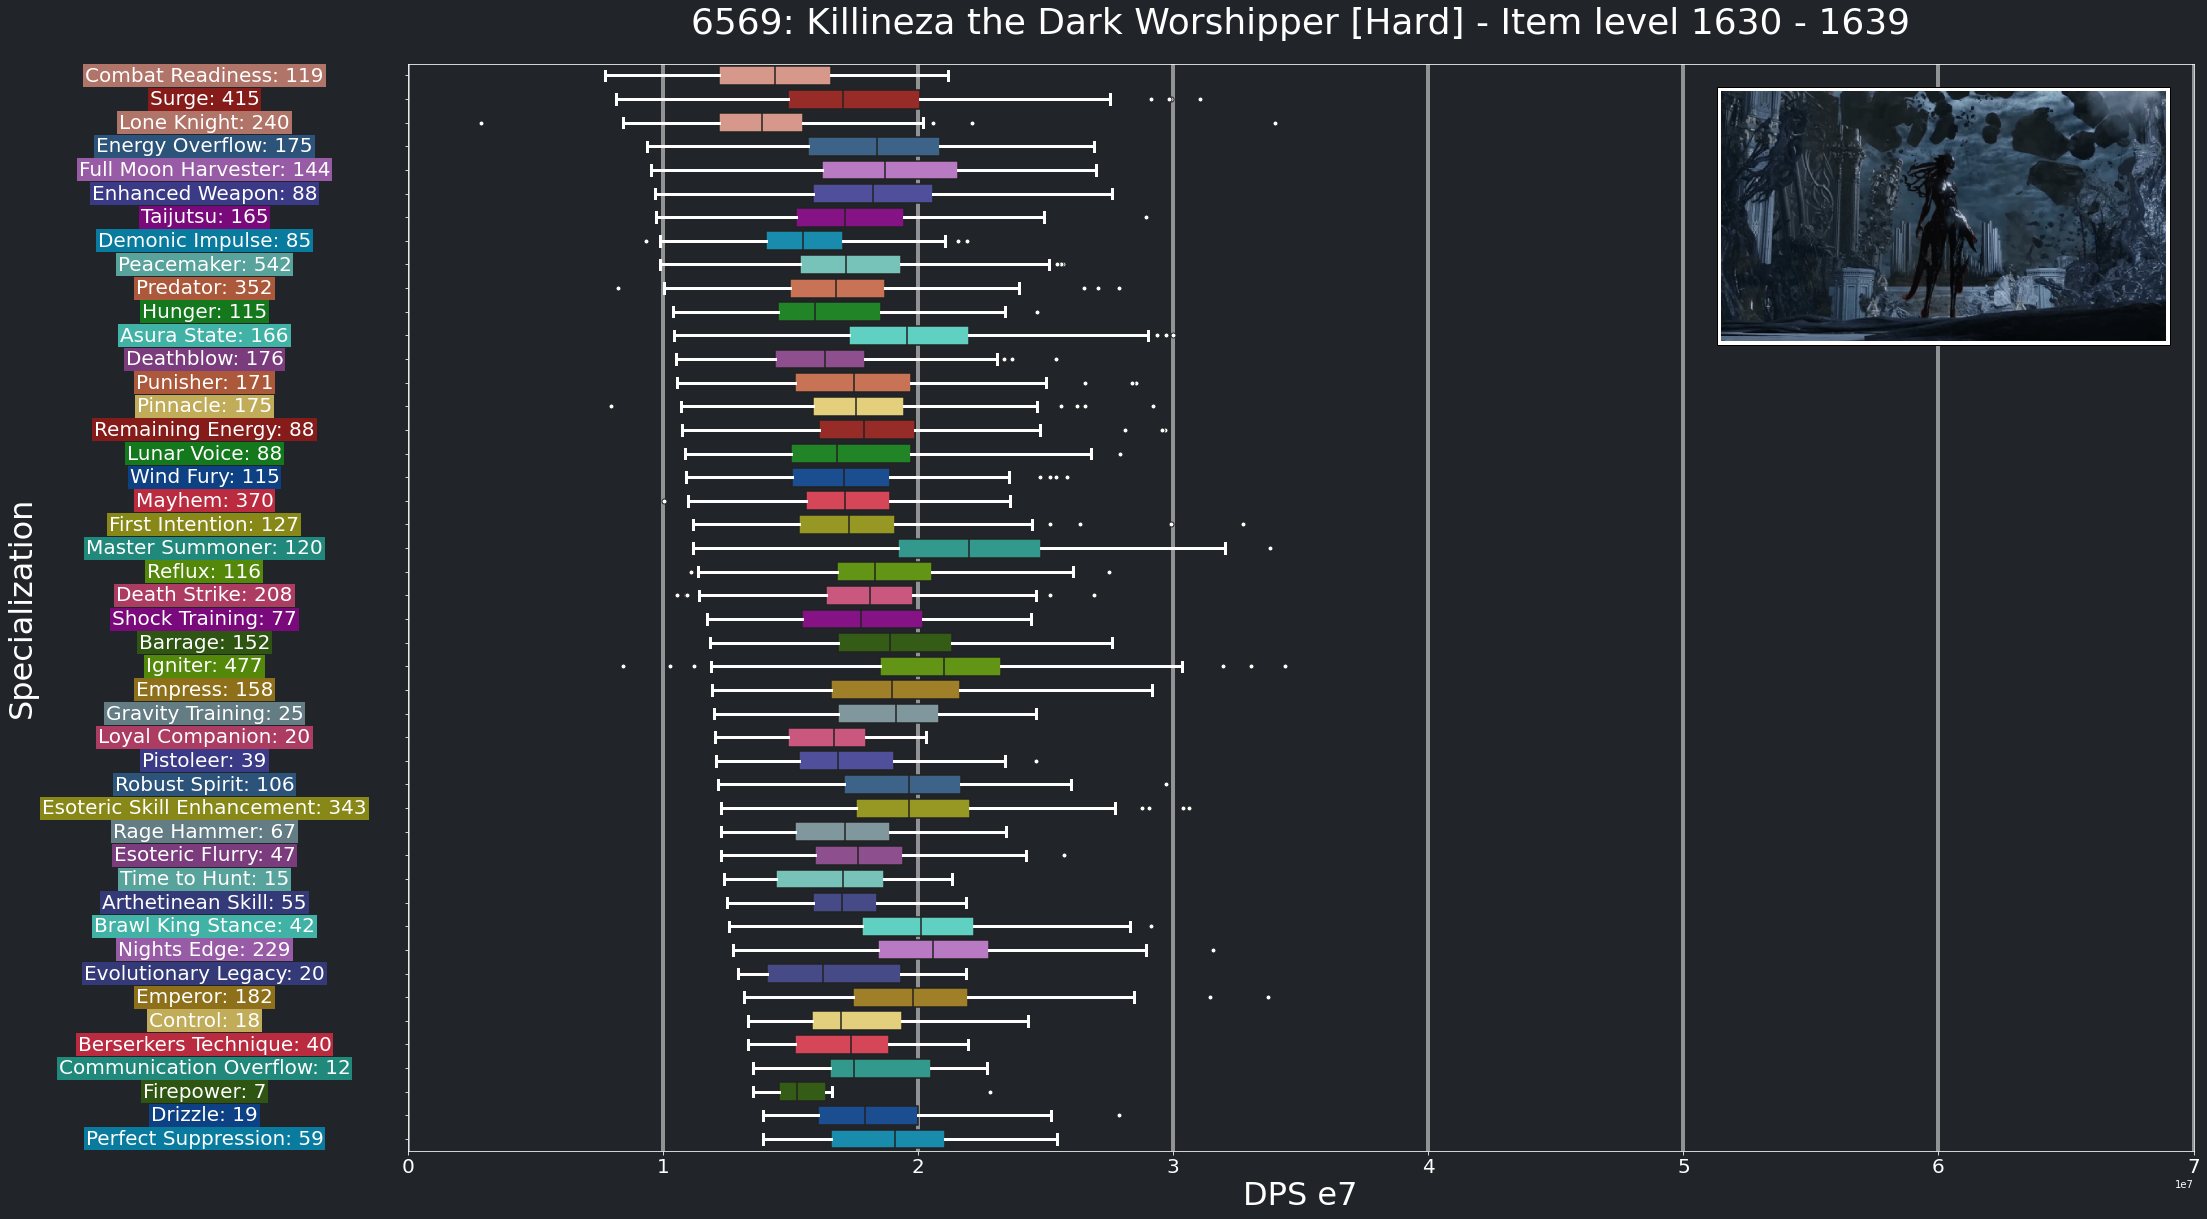 6569: Killineza the Dark Worshipper [Hard] - Item level 1630 - 1639
Specialization
Combat Readiness: 119
Surge: 415
Lone Knight: 240
Energy Overflow: 175
Full Moon Harvester: 144
Enhanced Weapon: 88
Taijutsu: 165
Demonic Impulse: 85
Peacemaker: 542
Predator: 352
Hunger: 115
Asura State: 166
Deathblow: 176
Punisher: 171
Pinnacle: 175
Remaining Energy: 88
Lunar Voice: 88
Wind Fury: 115
Mayhem: 370
First Intention: 127
Master Summoner: 120
Reflux: 116
Death Strike: 208
Shock Training: 77
Barrage: 152
Igniter: 477
Empress: 158
Gravity Training: 25
Loyal Companion: 20
Pistoleer: 39
Robust Spirit: 106
Esoteric Skill Enhancement: 343
Rage Hammer: 67
Esoteric Flurry: 47
Time to Hunt: 15
Arthetinean Skill: 55
Brawl King Stance: 42
Nights Edge: 229
Evolutionary Legacy: 20
Emperor: 182
Control: 18
Berserkers Technique: 40
Communication Overflow: 12
Firepower: 7
Drizzle: 19
Perfect Suppression: 59
0 1 2 3 4 5 6 7
1e7
DPS e7